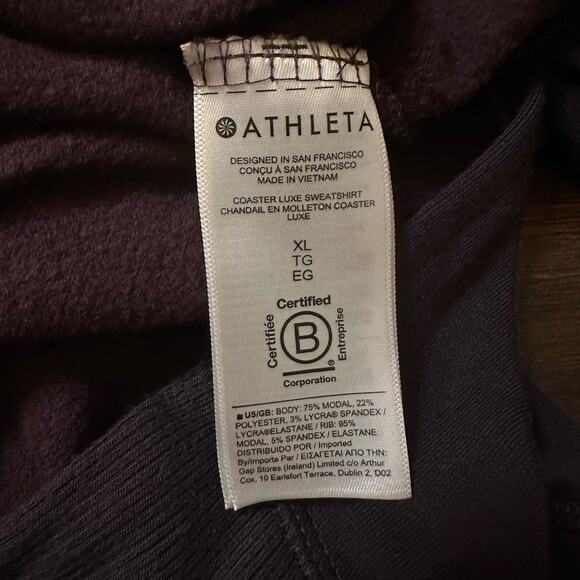 ATHLETA
DESIGNED IN SAN FRANCISCO
CONÇU À SAN FRANCISCO
MADE IN VIETNAM
COASTER LUXE SWEATSHIRT
CHANDAIL EN MOLLETON COASTER
LUXE
XL
TG
EG
Certified
Certifiée
B
Entreprise
®
Corporation
US/GB: BODY: 75% MODAL, 22%
POLYESTER, 3% LYCRA® SPANDEX /
LYCRA®ELASTANE / RIB: 95%
MODAL, 5% SPANDEX / ELASTANE
DISTRIBUIDO POR / Imported
By/Importe Par / ΕΙΣΑΓΕΤΑΙ ΑΠΟ ΤΗΝ:
Gap Stores (Ireland) Limited c/o Arthur
Cox, 10 Earlsfort Terrace, Dublin 2, D02